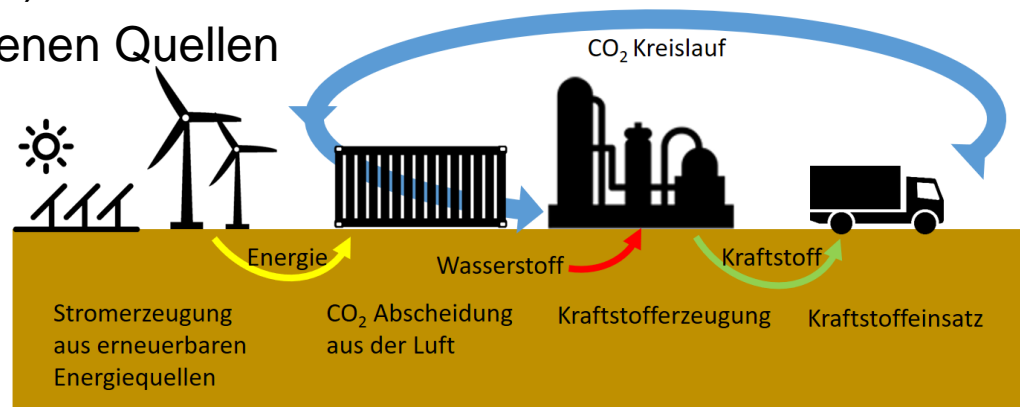 enen Quellen
CO₂ Kreislauf
Energie
Wasserstoff
Kraftstoff
Stromerzeugung
aus erneuerbaren
Energiequellen
CO₂ Abscheidung
aus der Luft
Kraftstofferzeugung
Kraftstoffeinsatz